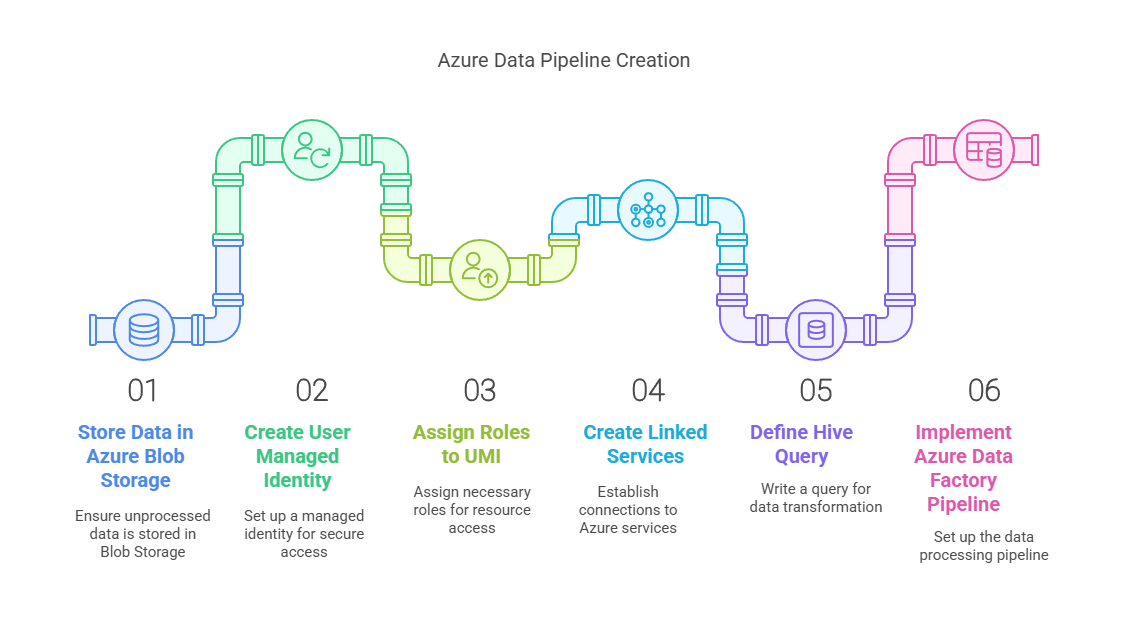 Azure Data Pipeline Creation
01
Store Data in
Azure Blob
Storage
Ensure unprocessed
data is stored in
Blob Storage
02
Create User
Managed
Identity
Set up a managed
identity for secure
access
03
Assign Roles
to UMI
Assign necessary
roles for resource
access
04
Create Linked
Services
Establish
connections to
Azure services
05
Define Hive
Query
Write a query for
data transformation
06
Implement
Azure Data
Factory
Pipeline
Set up the data
processing pipeline